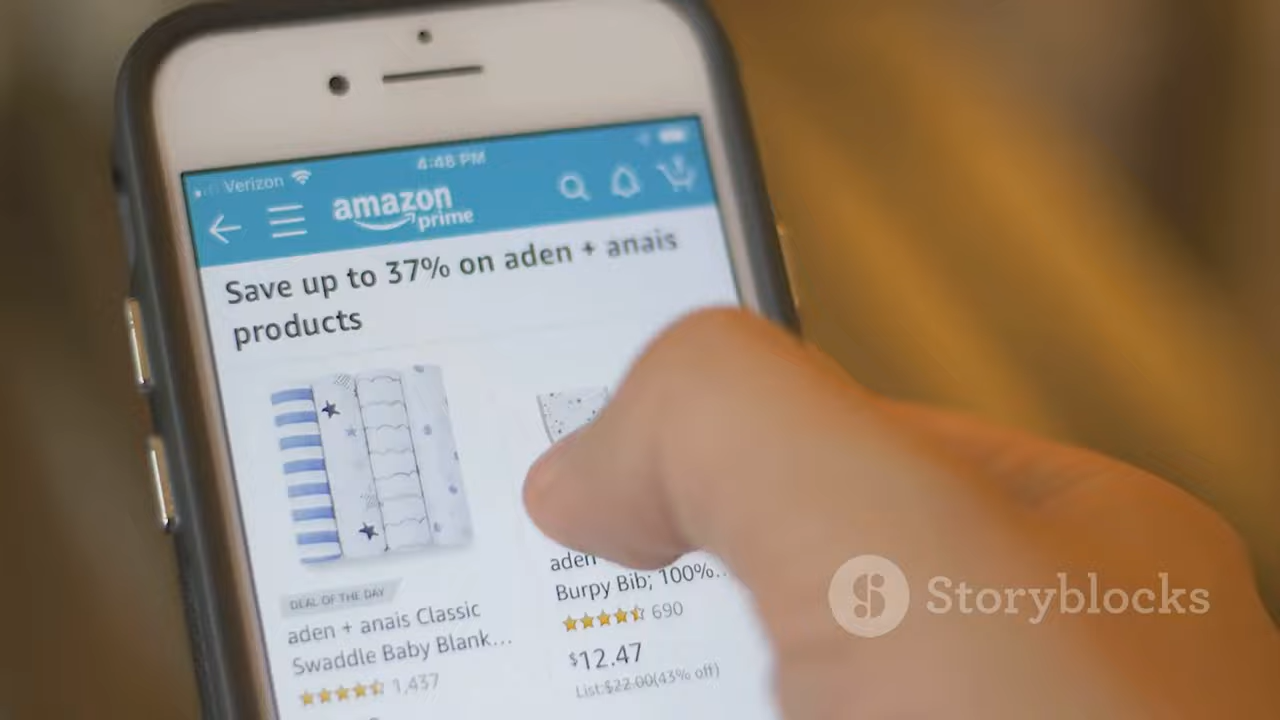 4:48 PM
Verizon
amazon
prime
Save up to 37% on aden + anais
products
DEAL OF THE DAY
aden + anais Classic
Swaddle Baby Blank...
1,437
aden
Burpy Bib; 100%...
690
$12.47
List:$22.00(43% off)
Storyblocks